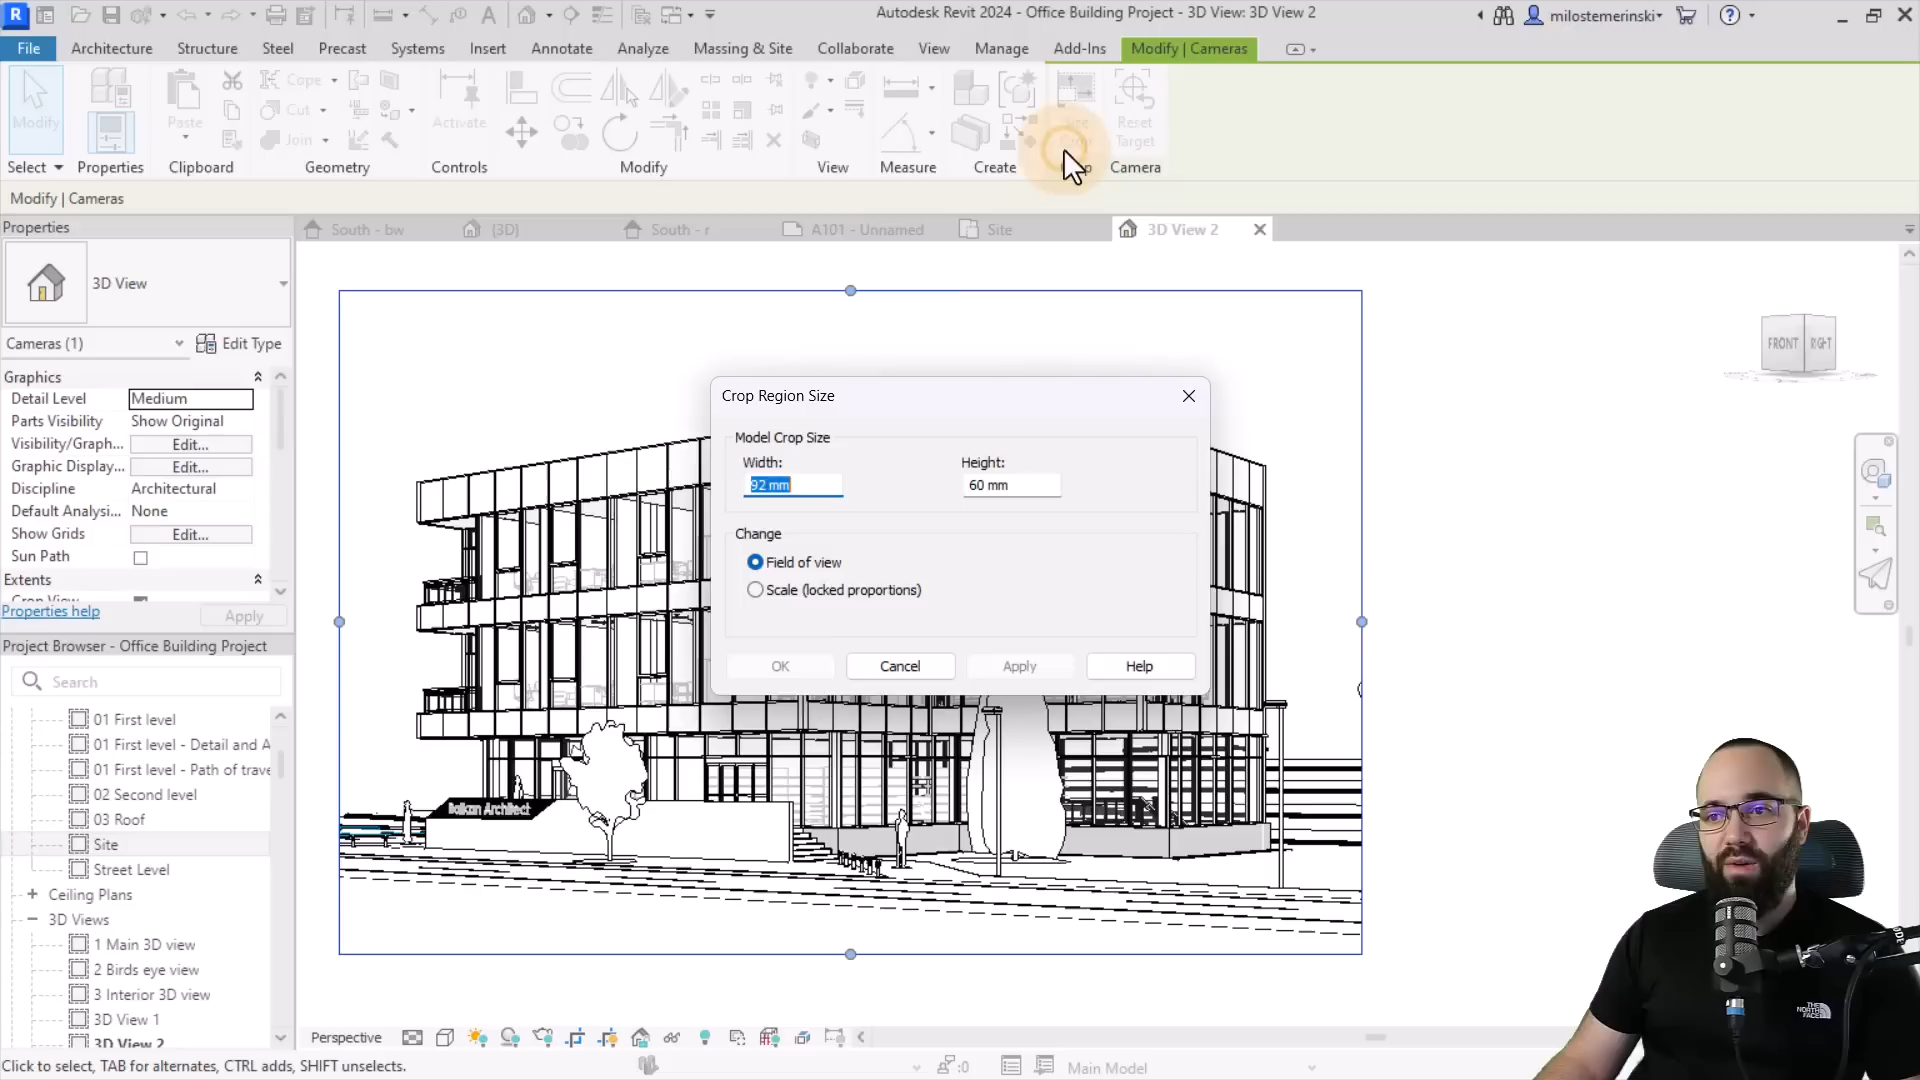 Autodesk Revit 2024 - Office Building Project - 3D View: 3D View 2
milostemerinski
File Architecture Structure Steel Precast Systems Insert Annotate Analyze Massing & Site Collaborate View Manage Add-Ins Modify | Cameras
Modify
Paste
Cope
Cut
Join
Activate
Reset
Target
Select Properties Clipboard Geometry Controls Modify View Measure Create Camera
Modify | Cameras
Properties
South - bw {3D} South - r A101 - Unnamed Site 3D View 2
3D View
Cameras (1) Edit Type
Graphics
Detail Level Medium
Parts Visibility Show Original
Visibility/Graph... Edit...
Graphic Display... Edit...
Discipline Architectural
Default Analysi... None
Show Grids Edit...
Sun Path
Extents
Crop View
Properties help Apply
Project Browser - Office Building Project
Search
01 First level
01 First level - Detail and A
01 First level - Path of trave
02 Second level
03 Roof
Site
Street Level
Ceiling Plans
3D Views
1 Main 3D view
2 Birds eye view
3 Interior 3D view
3D View 1
3D View 2
FRONT RIGHT
Crop Region Size
Model Crop Size
Width: Height:
92 mm 60 mm
Change
Field of view
Scale (locked proportions)
OK Cancel Apply Help
Balkan Architect
THE
NORTH
FACE
Perspective
Click to select, TAB for alternates, CTRL adds, SHIFT unselects.
:0
Main Model